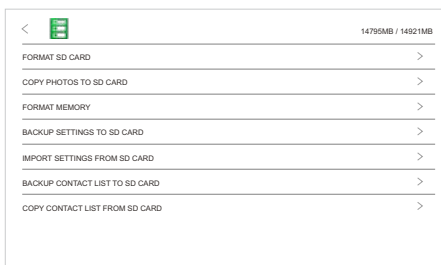 14795MB / 14921MB
FORMAT SD CARD
COPY PHOTOS TO SD CARD
FORMAT MEMORY
BACKUP SETTINGS TO SD CARD
IMPORT SETTINGS FROM SD CARD
BACKUP CONTACT LIST TO SD CARD
COPY CONTACT LIST FROM SD CARD